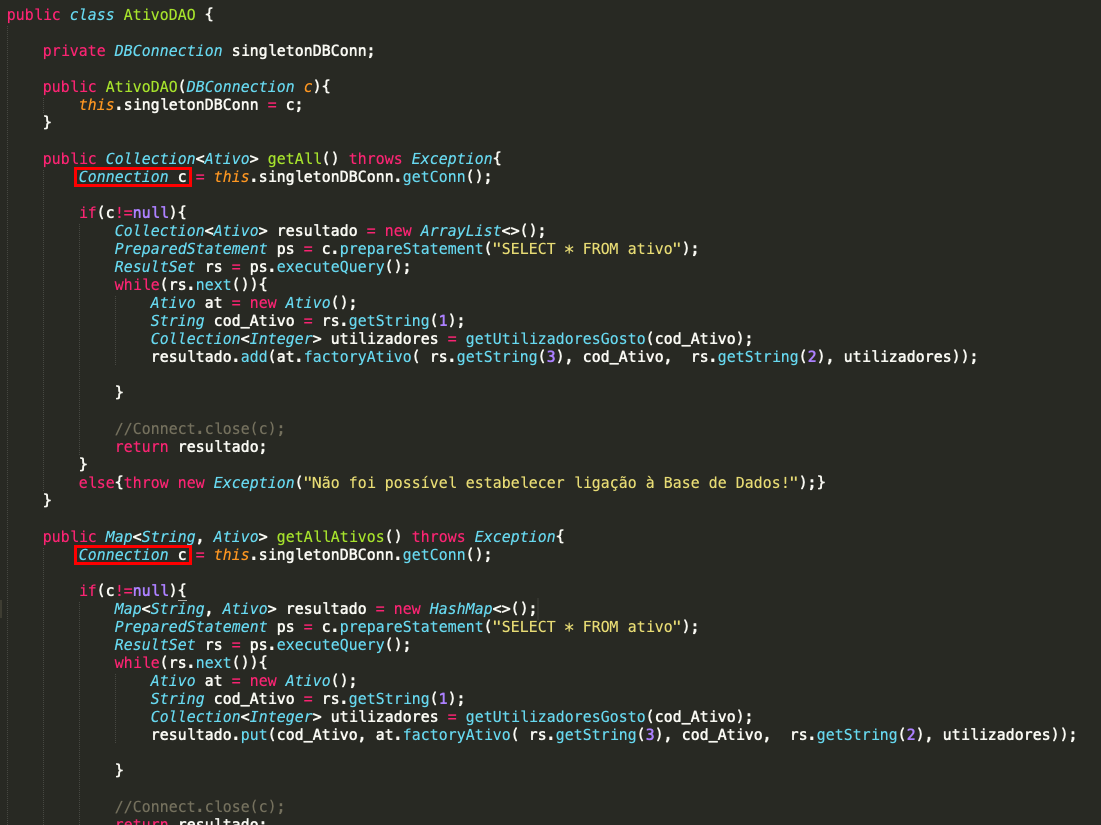 public class AtivoDAO {
private DBConnection singletonDBConn;
public AtivoDAO(DBConnection c){
this.singletonDBConn = c;
}
public Collection<Ativo> getAll() throws Exception{
Connection c = this.singletonDBConn.getConn();
if(c!=null){
Collection<Ativo> resultado = new ArrayList<>();
PreparedStatement ps = c.prepareStatement("SELECT * FROM ativo");
ResultSet rs = ps.executeQuery();
while(rs.next()){
Ativo at = new Ativo();
String cod_Ativo = rs.getString(1);
Collection<Integer> utilizadores = getUtilizadoresGosto(cod_Ativo);
resultado.add(at.factoryAtivo( rs.getString(3), cod_Ativo,  rs.getString(2), utilizadores));
}
//Connect.close(c);
return resultado;
}
else{throw new Exception("Não foi possível estabelecer ligação à Base de Dados!");}
}
public Map<String, Ativo> getAllAtivos() throws Exception{
Connection c = this.singletonDBConn.getConn();
if(c!=null){
Map<String, Ativo> resultado = new HashMap<>();
PreparedStatement ps = c.prepareStatement("SELECT * FROM ativo");
ResultSet rs = ps.executeQuery();
while(rs.next()){
Ativo at = new Ativo();
String cod_Ativo = rs.getString(1);
Collection<Integer> utilizadores = getUtilizadoresGosto(cod_Ativo);
resultado.put(cod_Ativo, at.factoryAtivo( rs.getString(3), cod_Ativo,  rs.getString(2), utilizadores));
}
//Connect.close(c);
return resultado;